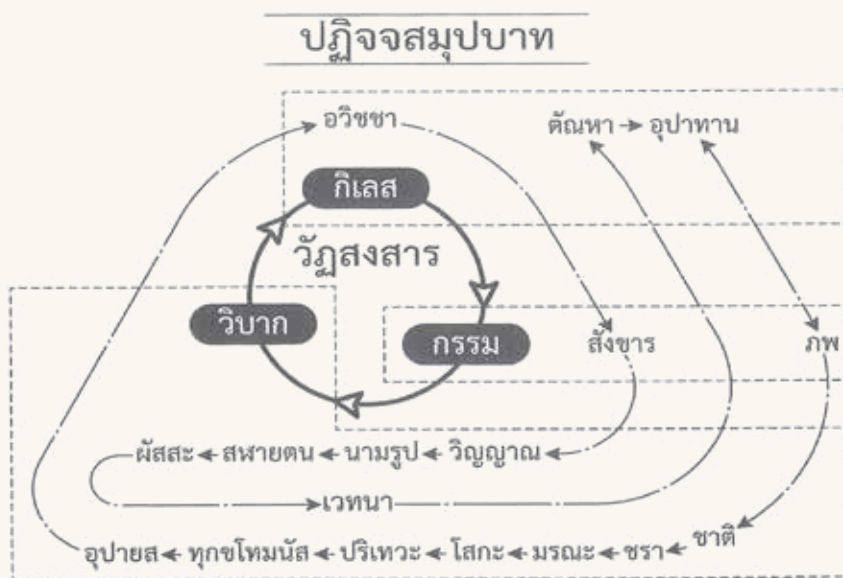 ปฏิจจสมุปบาท
อวิชชา ตัณหา อุปาทาน
กิเลส
วัฏสงสาร
วิบาก กรรม สังขาร ภพ
ผัสสะ สฬายตน นามรูป วิญญาณ
เวทนา
อุปายส ทุกขโทมนัส ปริเทวะ โสกะ มรณะ ชรา ชาติ